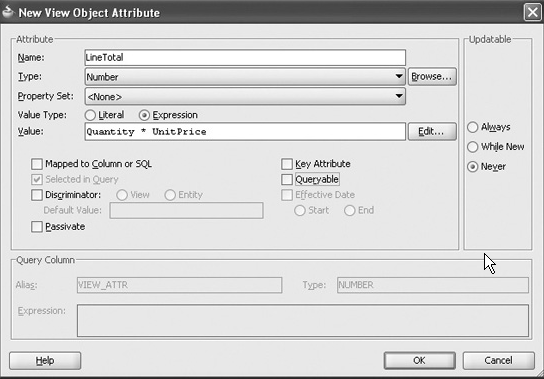 New View Object Attribute
Attribute
Updatable
Name: LineTotal
Type: Number Browse...
Property Set: <None>
Value Type: Literal Expression
Value: Quantity * UnitPrice Edit...
Always
While New
Never
Mapped to Column or SQL Key Attribute
Selected in Query Queryable
Discriminator: View Entity Effective Date
Default Value: Start End
Passivate
Query Column
Alias: VIEW_ATTR Type: NUMBER
Expression:
Help OK Cancel